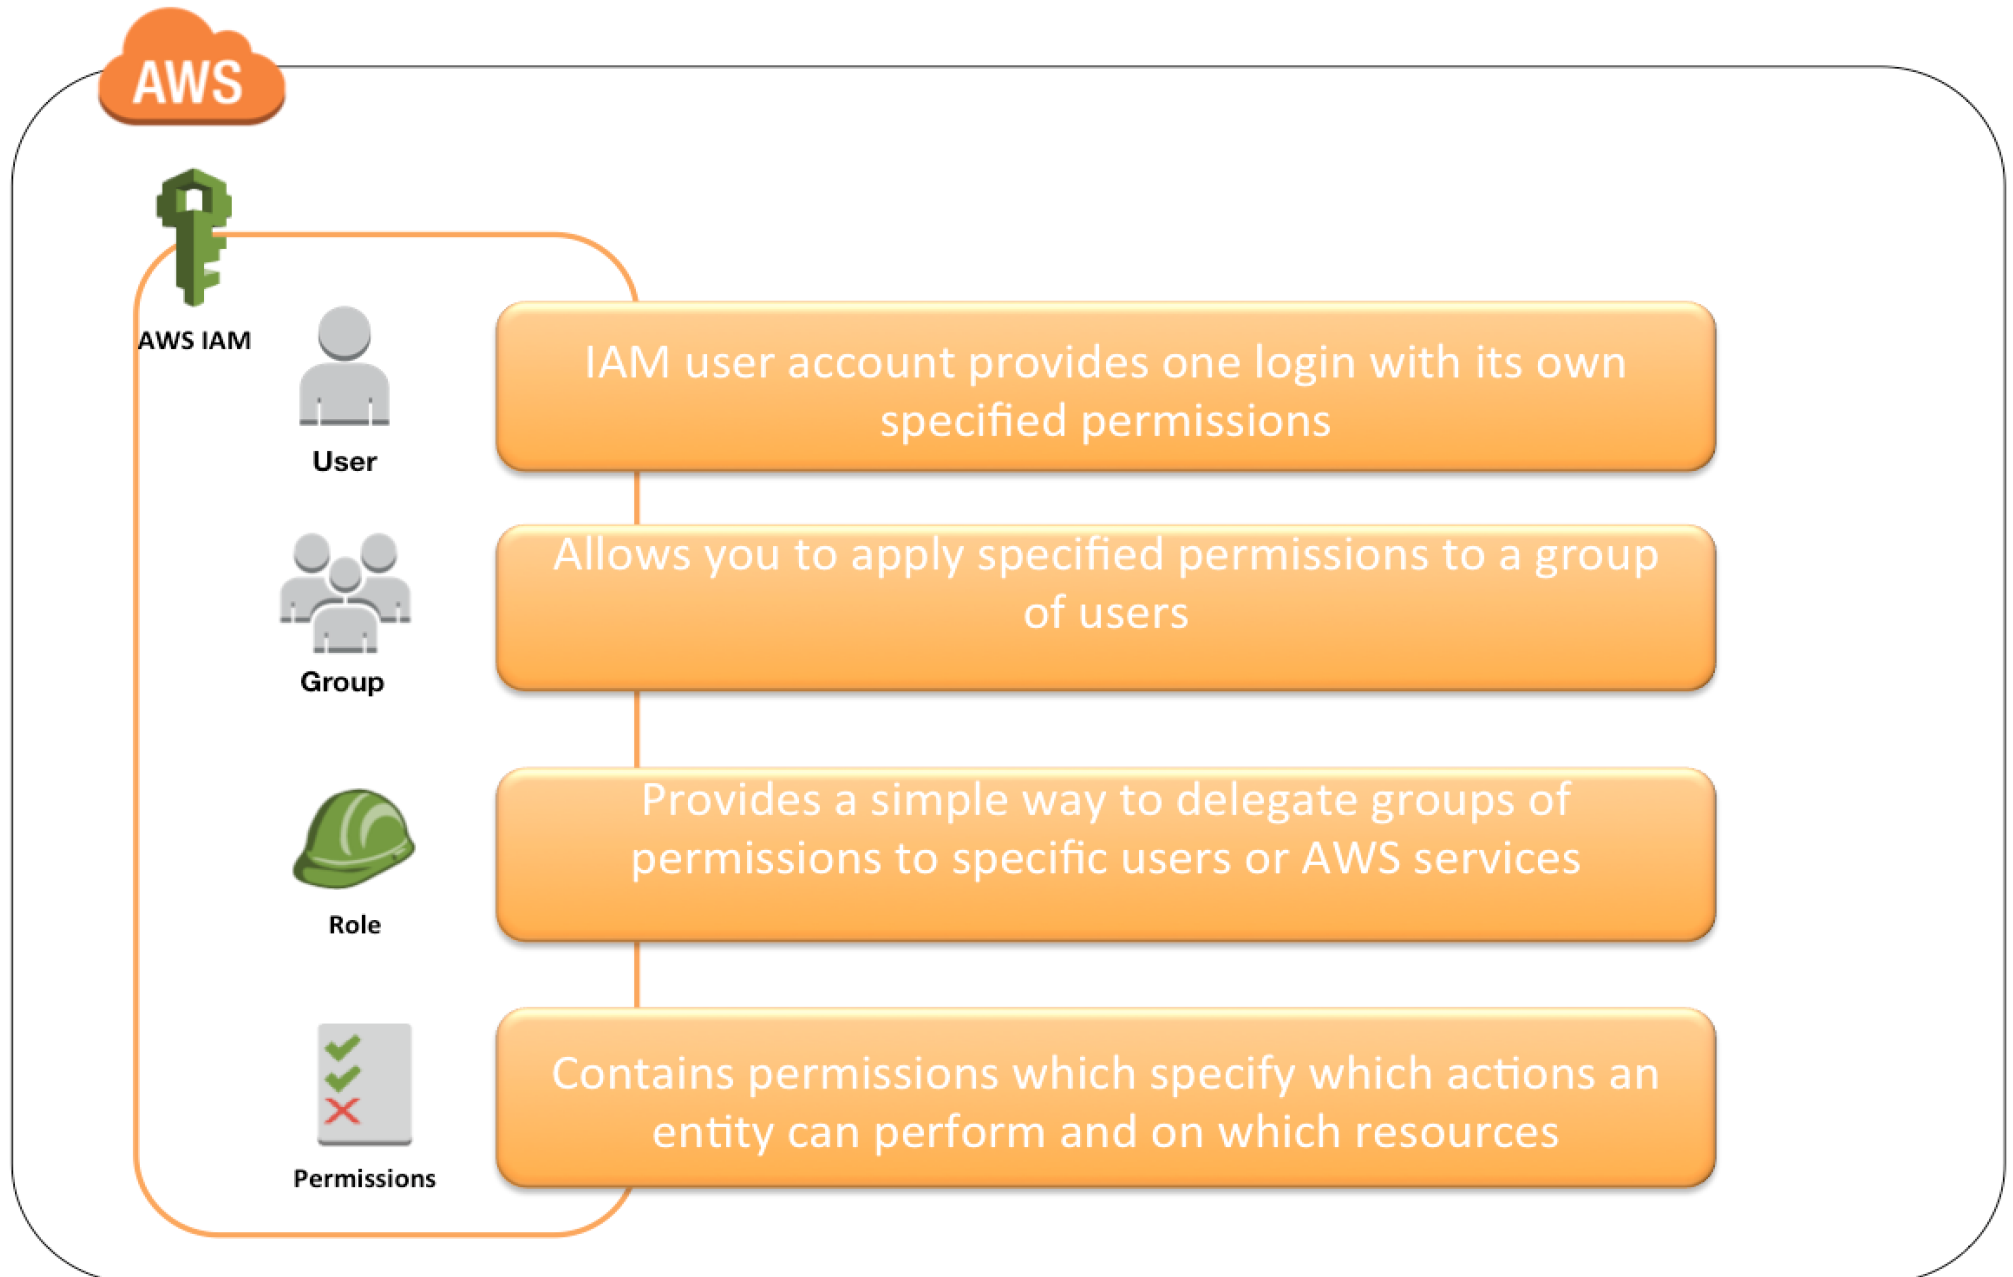 AWS
AWS IAM
User
IAM user account provides one login with its own
specified permissions
Group
Allows you to apply specified permissions to a group
of users
Role
Provides a simple way to delegate groups of
permissions to specific users or AWS services
Permissions
Contains permissions which specify which actions an
entity can perform and on which resources